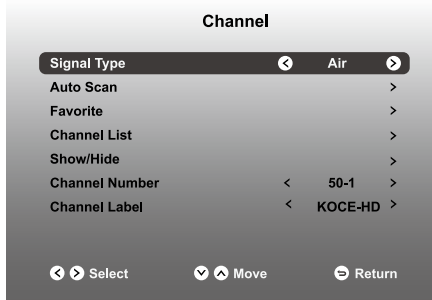 Channel
Signal Type Air
Auto Scan
Favorite
Channel List
Show/Hide
Channel Number 50-1
Channel Label KOCE-HD
Select Move Return